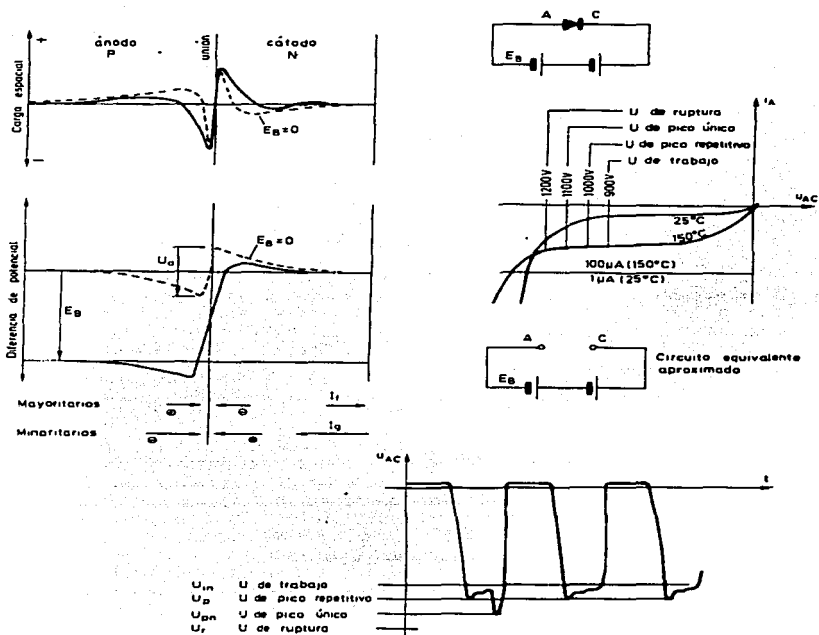 +
ánodo
P
unión
cátodo
N
Carga espacial
E_B=0
−
Diferencia de potencial
U_o
E_B=0
E_B
Mayoritarios
I_f
Minoritarios
I_g
A C
E_B
I_A
U de ruptura
U de pico único
U de pico repetitivo
U de trabajo
1200V
1100V
1000V
900V
U_AC
25°C
150°C
100µA (150°C)
1µA (25°C)
A C
E_B
Circuito equivalente
aproximado
U_AC
t
U_in U de trabajo
U_p U de pico repetitivo
U_pn U de pico único
U_r U de ruptura